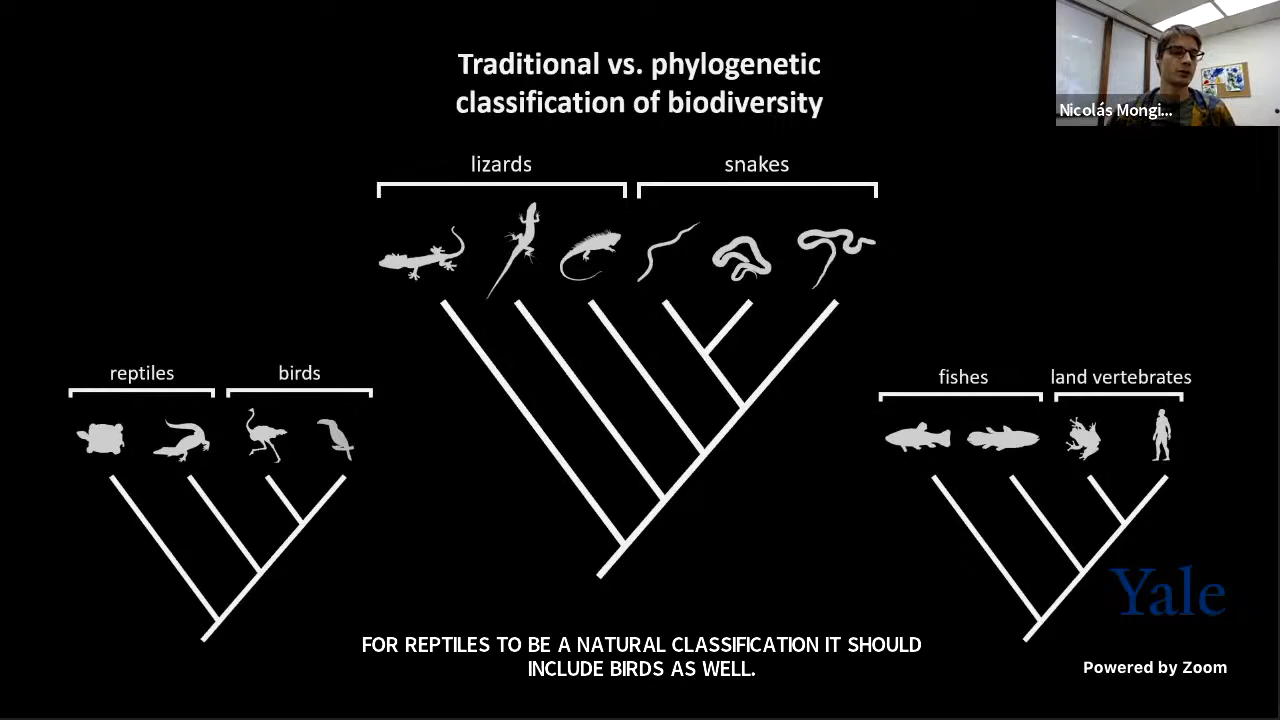 Traditional vs. phylogenetic
classification of biodiversity
Nicolás Mongi...
lizards
snakes
reptiles
birds
fishes
land vertebrates
Yale
FOR REPTILES TO BE A NATURAL CLASSIFICATION IT SHOULD
INCLUDE BIRDS AS WELL.
Powered by Zoom